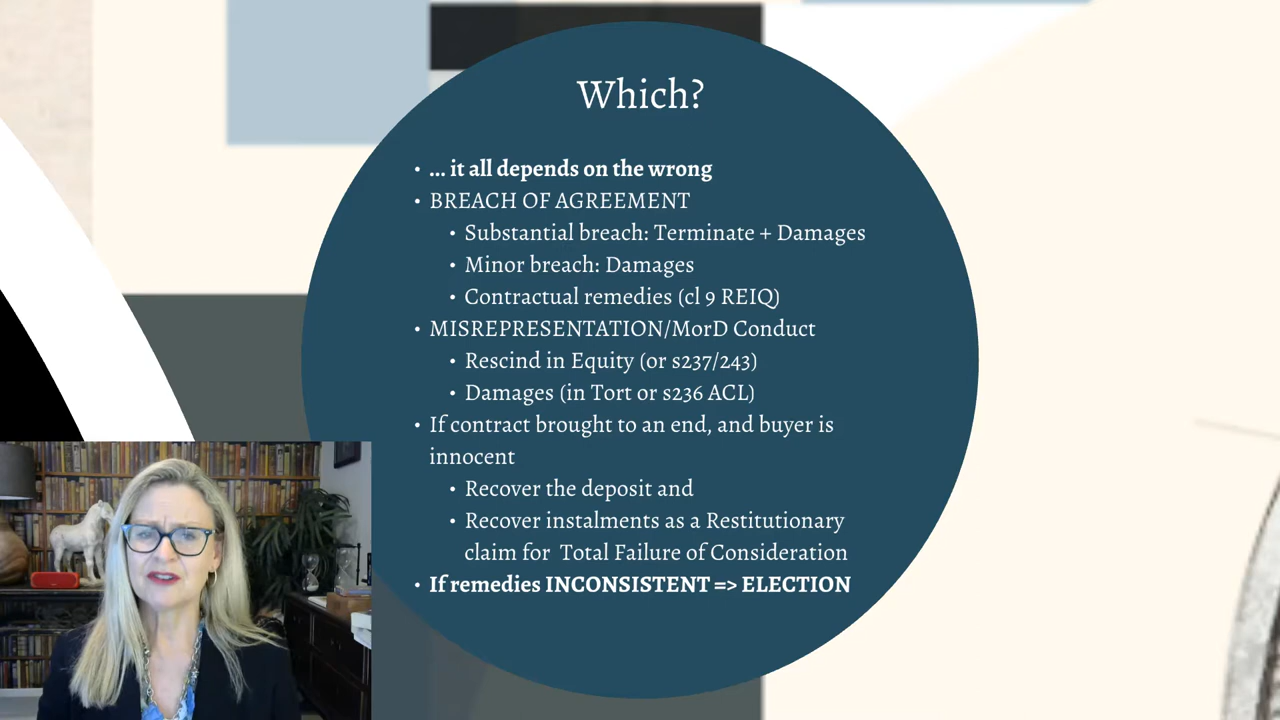 Which?
• ... it all depends on the wrong
• BREACH OF AGREEMENT
• Substantial breach: Terminate + Damages
• Minor breach: Damages
• Contractual remedies (cl 9 REIQ)
• MISREPRESENTATION/MorD Conduct
• Rescind in Equity (or s237/243)
• Damages (in Tort or s236 ACL)
• If contract brought to an end, and buyer is
innocent
• Recover the deposit and
• Recover instalments as a Restitutionary
claim for Total Failure of Consideration
• If remedies INCONSISTENT => ELECTION